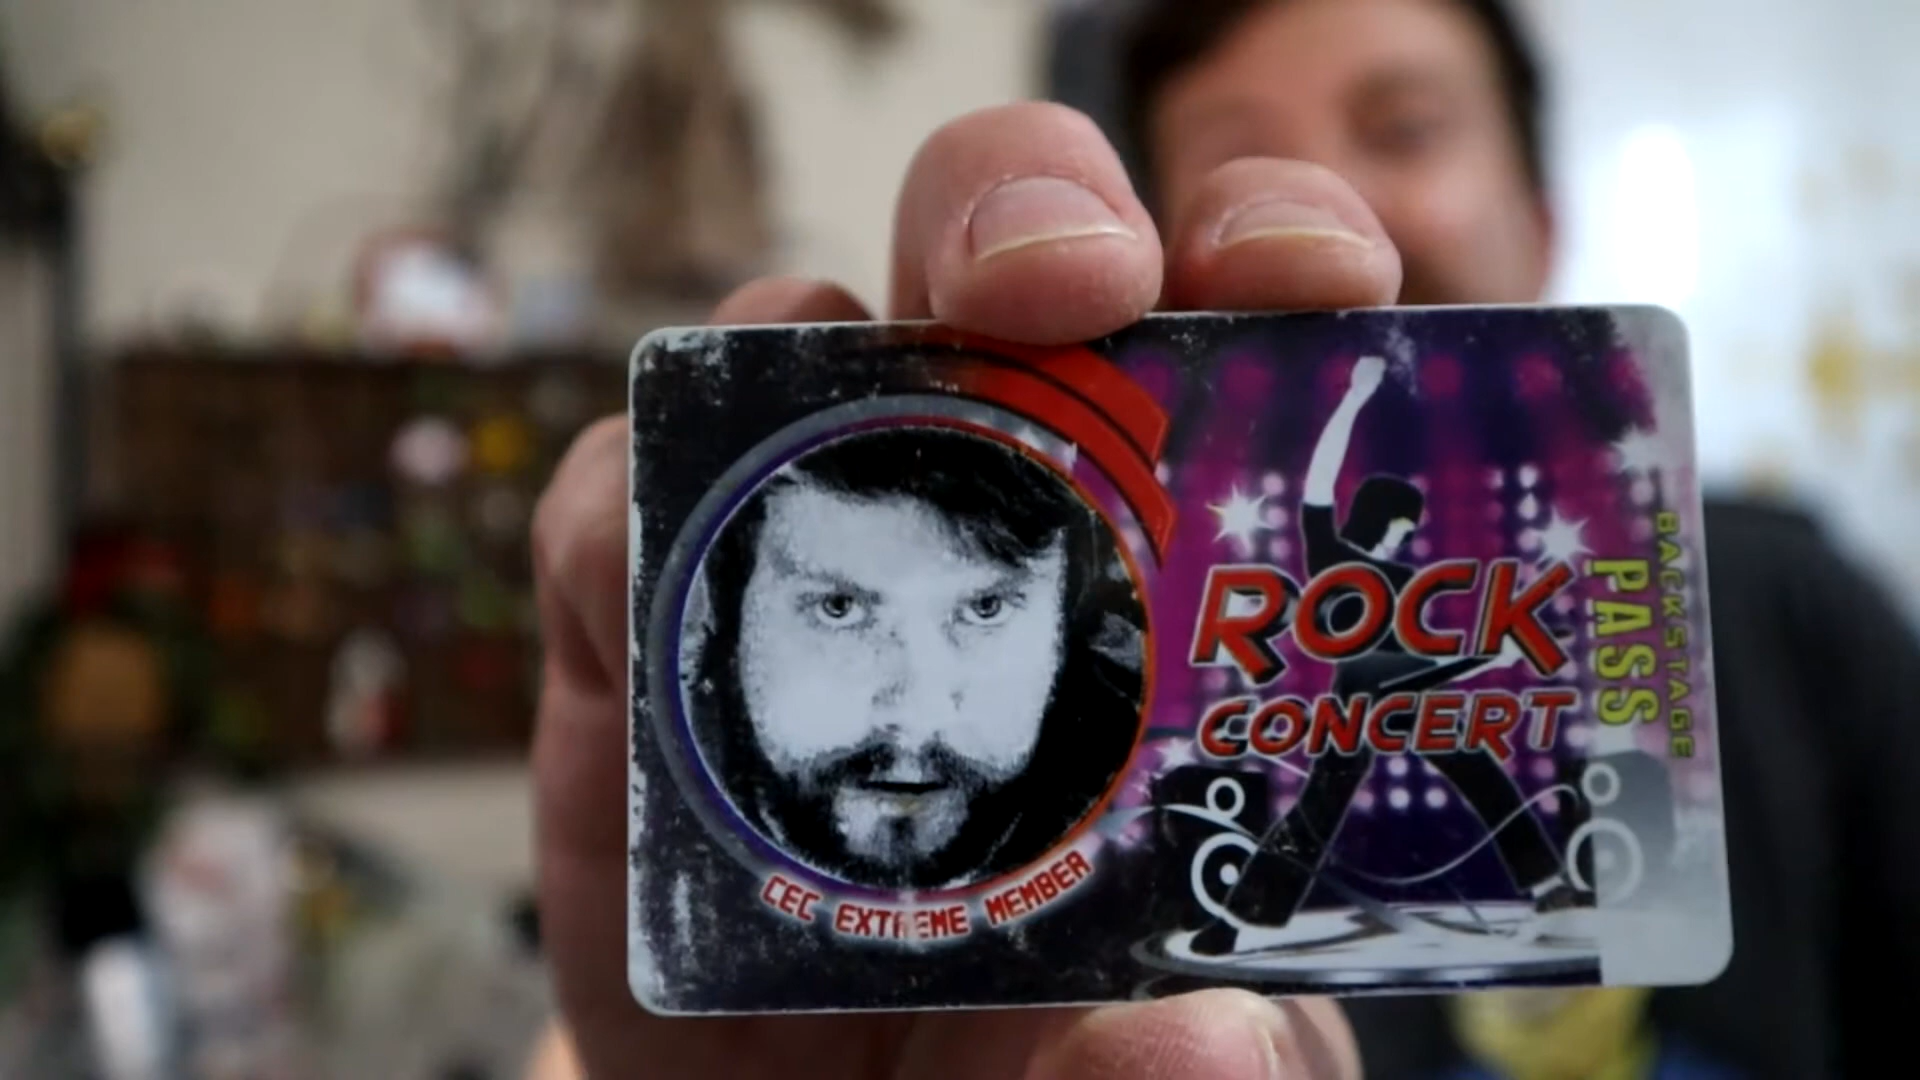 CEC EXTREME MEMBER
ROCK
CONCERT
BACKSTAGE
PASS